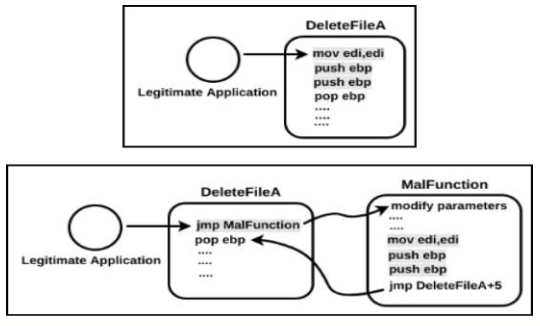 DeleteFileA
mov edi,edi
push ebp
push ebp
pop ebp
....
....
Legitimate Application
DeleteFileA
jmp MalFunction
pop ebp
....
....
....
Legitimate Application
MalFunction
modify parameters
....
....
mov edi,edi
push ebp
push ebp
jmp DeleteFileA+5